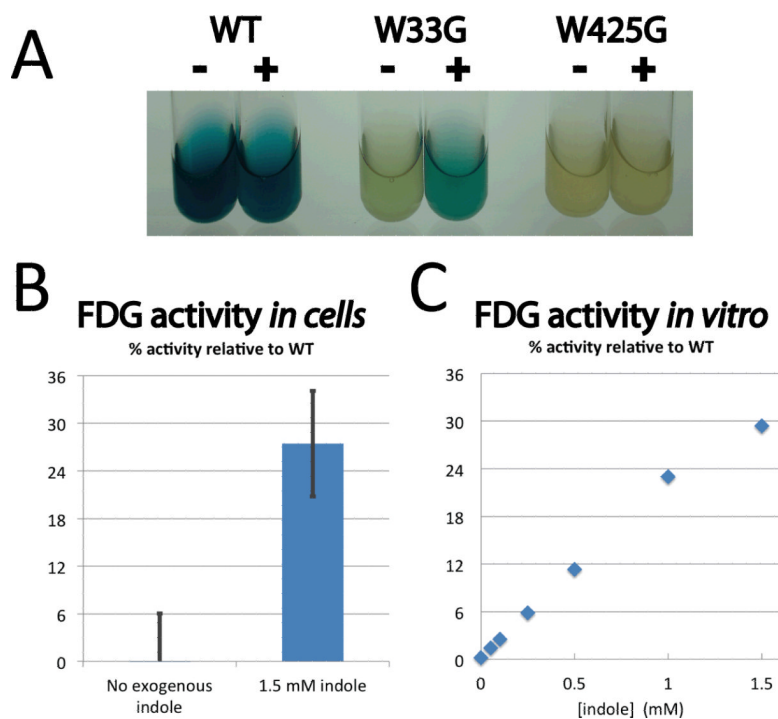 A
WT W33G W425G
- + - + - +
B
FDG activity in cells
% activity relative to WT
36
30
24
18
12
6
0
No exogenous
indole
1.5 mM indole
C
FDG activity in vitro
% activity relative to WT
36
30
24
18
12
6
0
0 0.5 1 1.5
[indole] (mM)